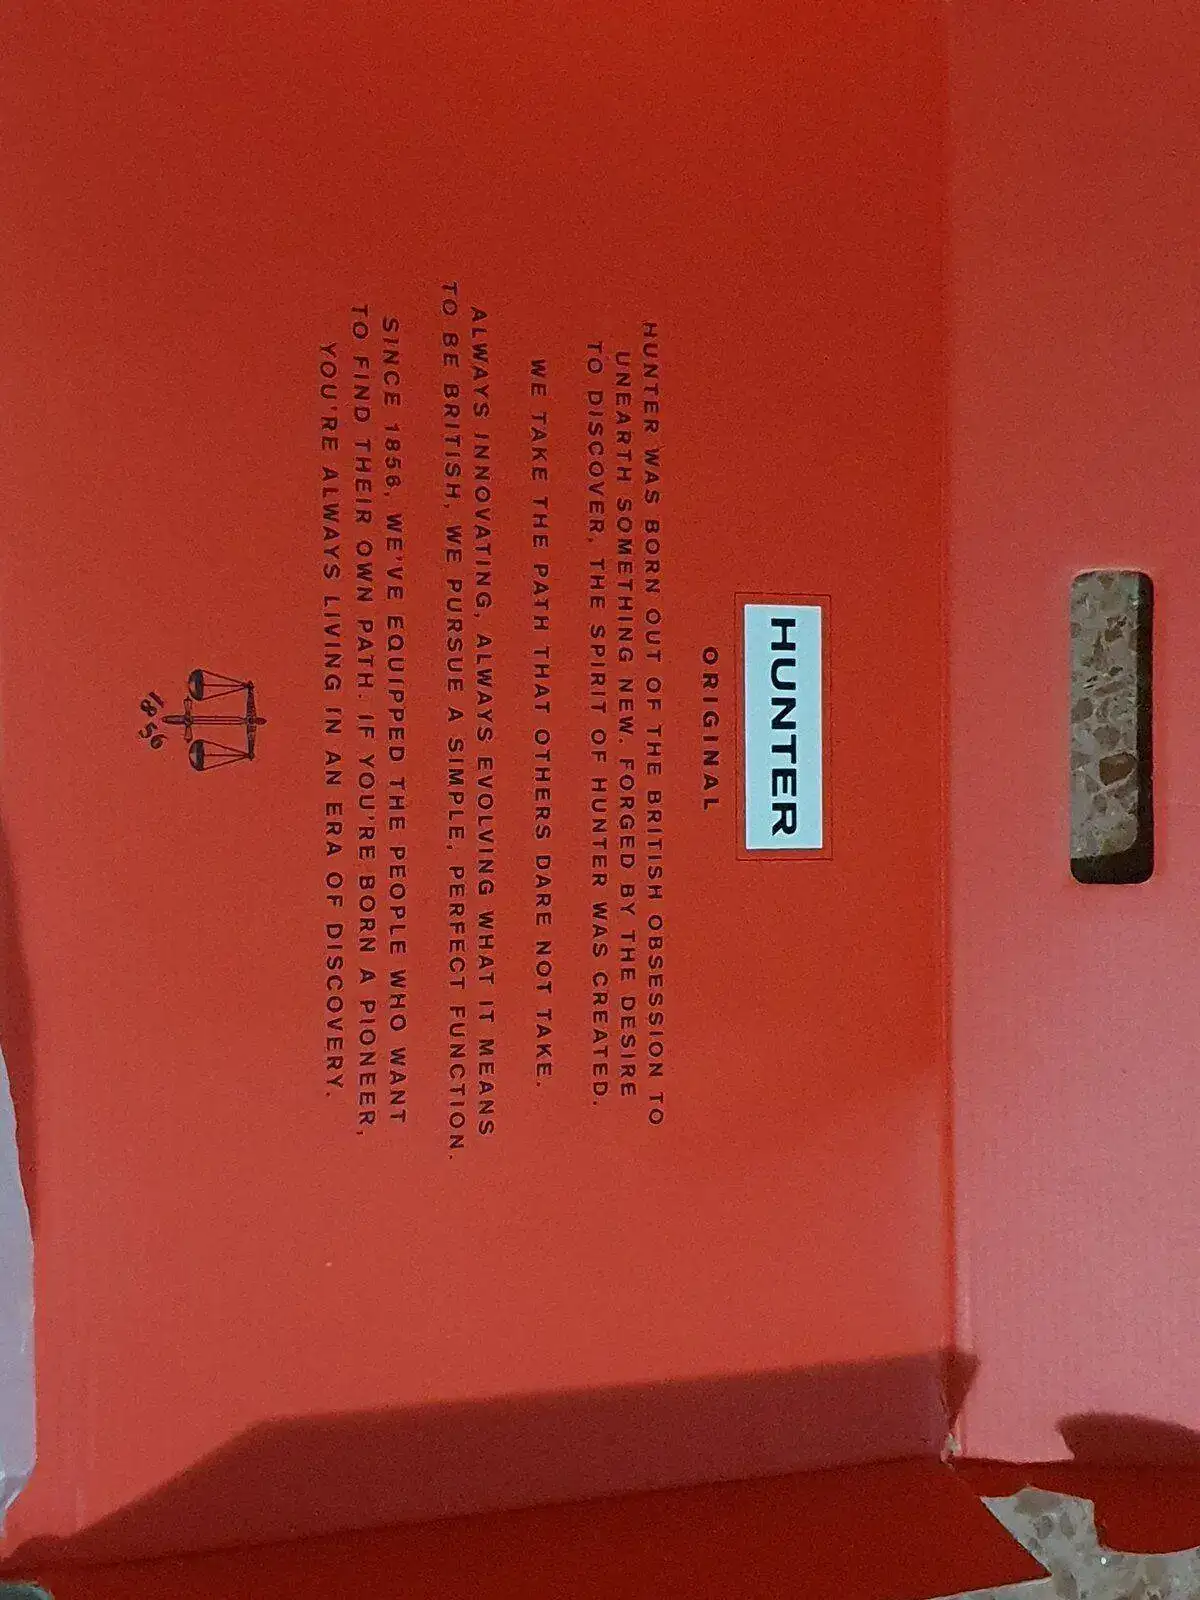 HUNTER
ORIGINAL
HUNTER WAS BORN OUT OF THE BRITISH OBSESSION TO
UNEARTH SOMETHING NEW. FORGED BY THE DESIRE
TO DISCOVER, THE SPIRIT OF HUNTER WAS CREATED.
WE TAKE THE PATH THAT OTHERS DARE NOT TAKE.
ALWAYS INNOVATING, ALWAYS EVOLVING WHAT IT MEANS
TO BE BRITISH, WE PURSUE A SIMPLE, PERFECT FUNCTION.
SINCE 1856, WE'VE EQUIPPED THE PEOPLE WHO WANT
TO FIND THEIR OWN PATH. IF YOU'RE BORN A PIONEER,
YOU'RE ALWAYS LIVING IN AN ERA OF DISCOVERY.
1856